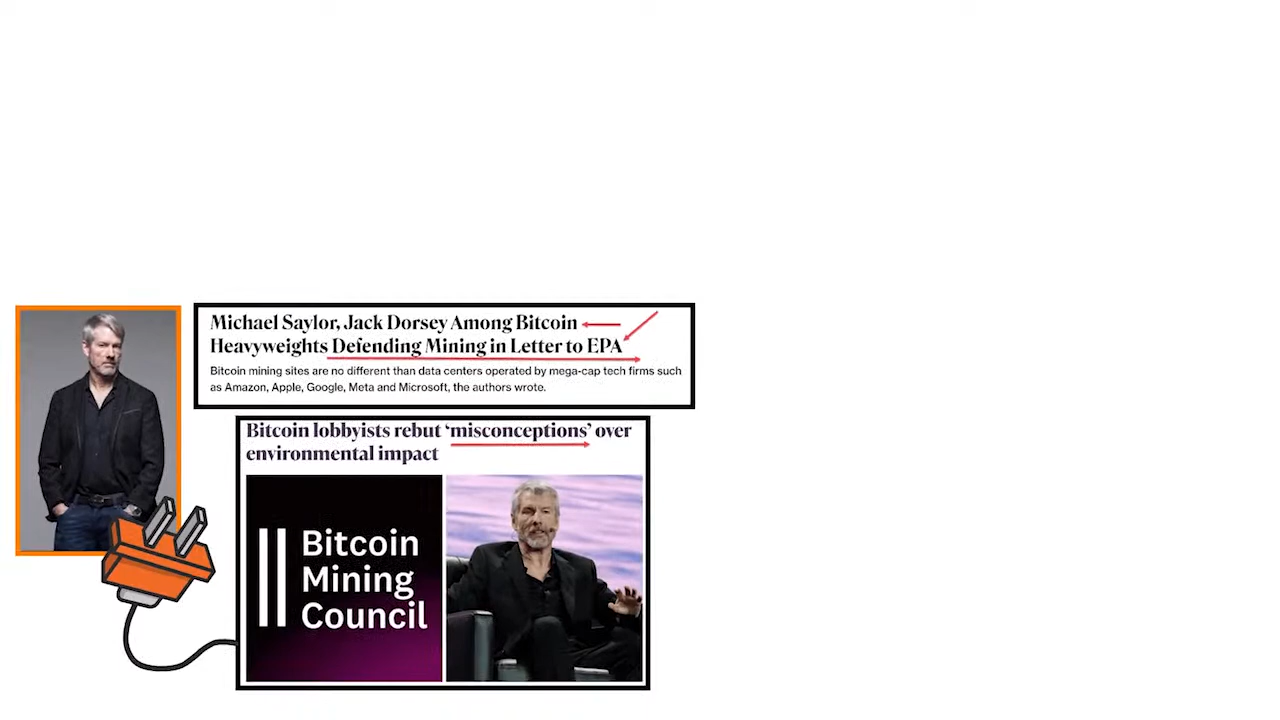 Michael Saylor, Jack Dorsey Among Bitcoin
Heavyweights Defending Mining in Letter to EPA
Bitcoin mining sites are no different than data centers operated by mega-cap tech firms such
as Amazon, Apple, Google, Meta and Microsoft, the authors wrote.
Bitcoin lobbyists rebut ‘misconceptions’ over
environmental impact
Bitcoin
Mining
Council